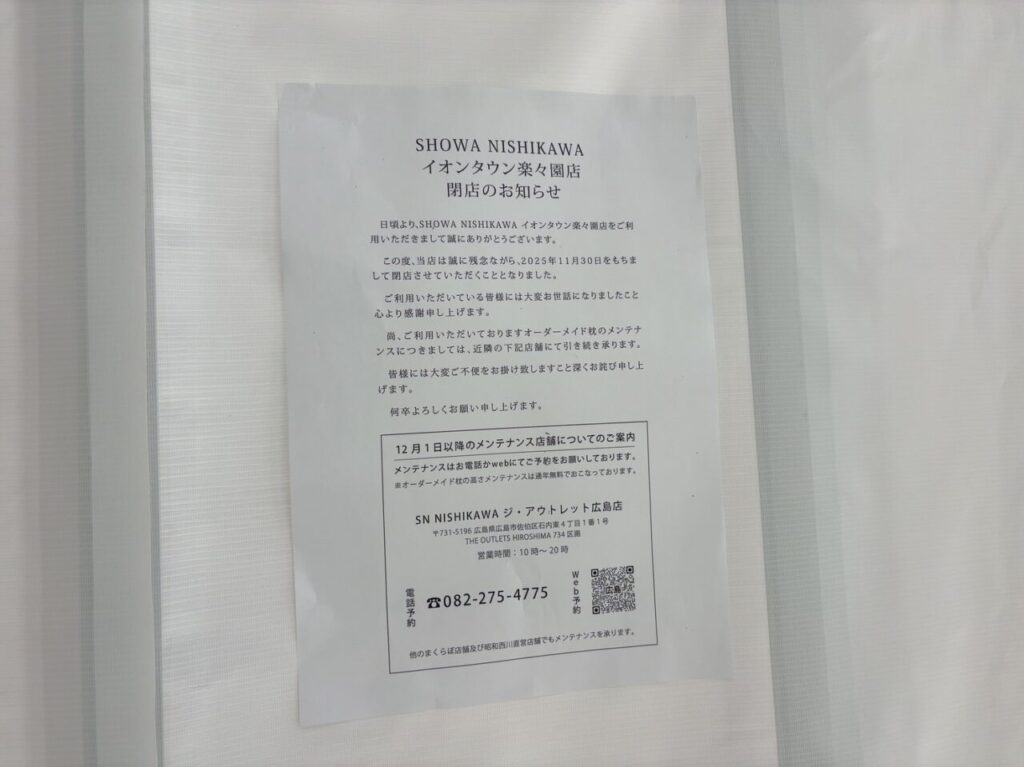 SHOWA NISHIKAWA
イオンタウン楽々園店
閉店のお知らせ
日頃より、SHOWA NISHIKAWA イオンタウン楽々園店をご利
用いただきまして誠にありがとうございます。
この度、当店は誠に残念ながら、2025年11月30日をもちま
して閉店させていただくこととなりました。
ご利用いただいている皆様には大変お世話になりましたこと
心より感謝申し上げます。
尚、ご利用いただいておりますオーダーメイド枕のメンテナ
ンスにつきましては、近隣の下記店舗にて引き続き承ります。
皆様には大変ご不便をお掛け致しますこと深くお詫び申し上
げます。
何卒よろしくお願い申し上げます。
12月1日以降のメンテナンス店舗についてのご案内
メンテナンスはお電話かwebにてご予約をお願いしております。
※オーダーメイド枕の高さメンテナンスは通年無料でおこなっております。
SN NISHIKAWA ジ・アウトレット広島店
〒731-5196 広島県広島市佐伯区石内東4丁目1番1号
THE OUTLETS HIROSHIMA 734区画
営業時間：10時～20時
電話予約
☎082-275-4775
Web予約
広島
他のまくらぼ店舗及び昭和西川直営店舗でもメンテナンスを承ります。